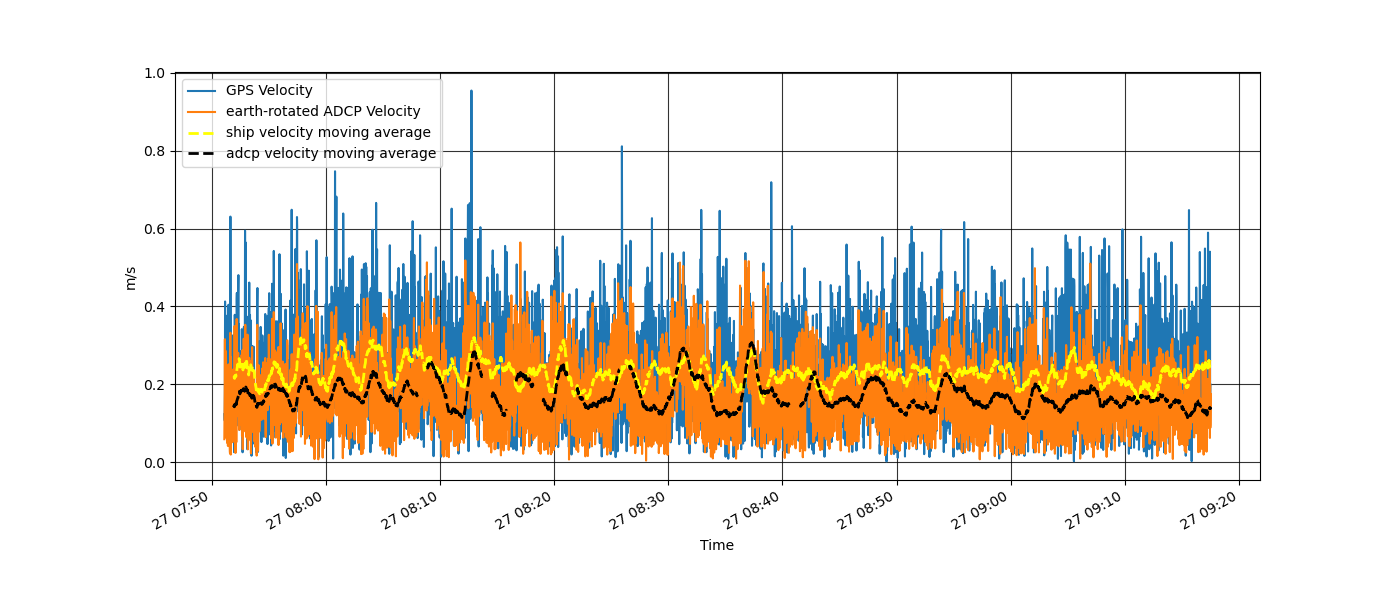 1.0
GPS Velocity
earth-rotated ADCP Velocity
ship velocity moving average
adcp velocity moving average
0.8
0.6
0.4
0.2
0.0
m/s
27 07:50
27 08:00
27 08:10
27 08:20
27 08:30
27 08:40
27 08:50
27 09:00
27 09:10
27 09:20
Time